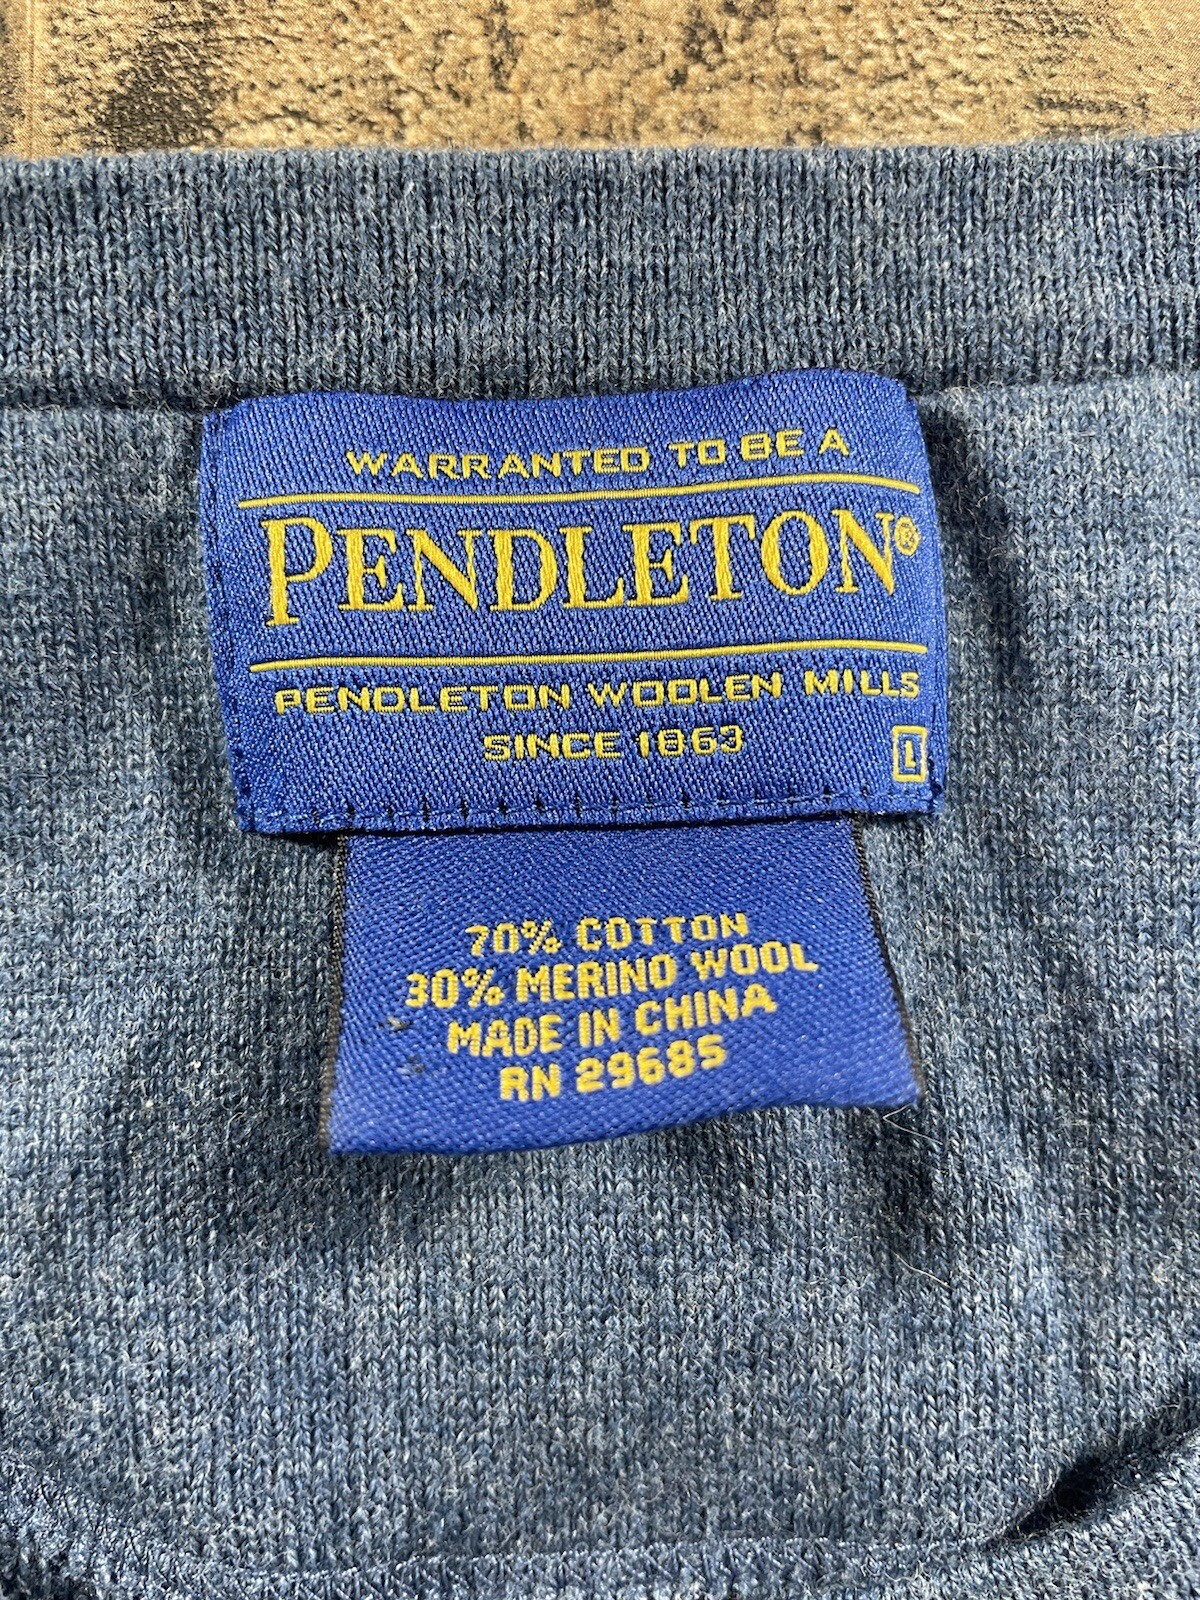 WARRANTED TO BE A
PENDLETON®
PENDLETON WOOLEN MILLS
SINCE 1863
L
70% COTTON
30% MERINO WOOL
MADE IN CHINA
RN 29685